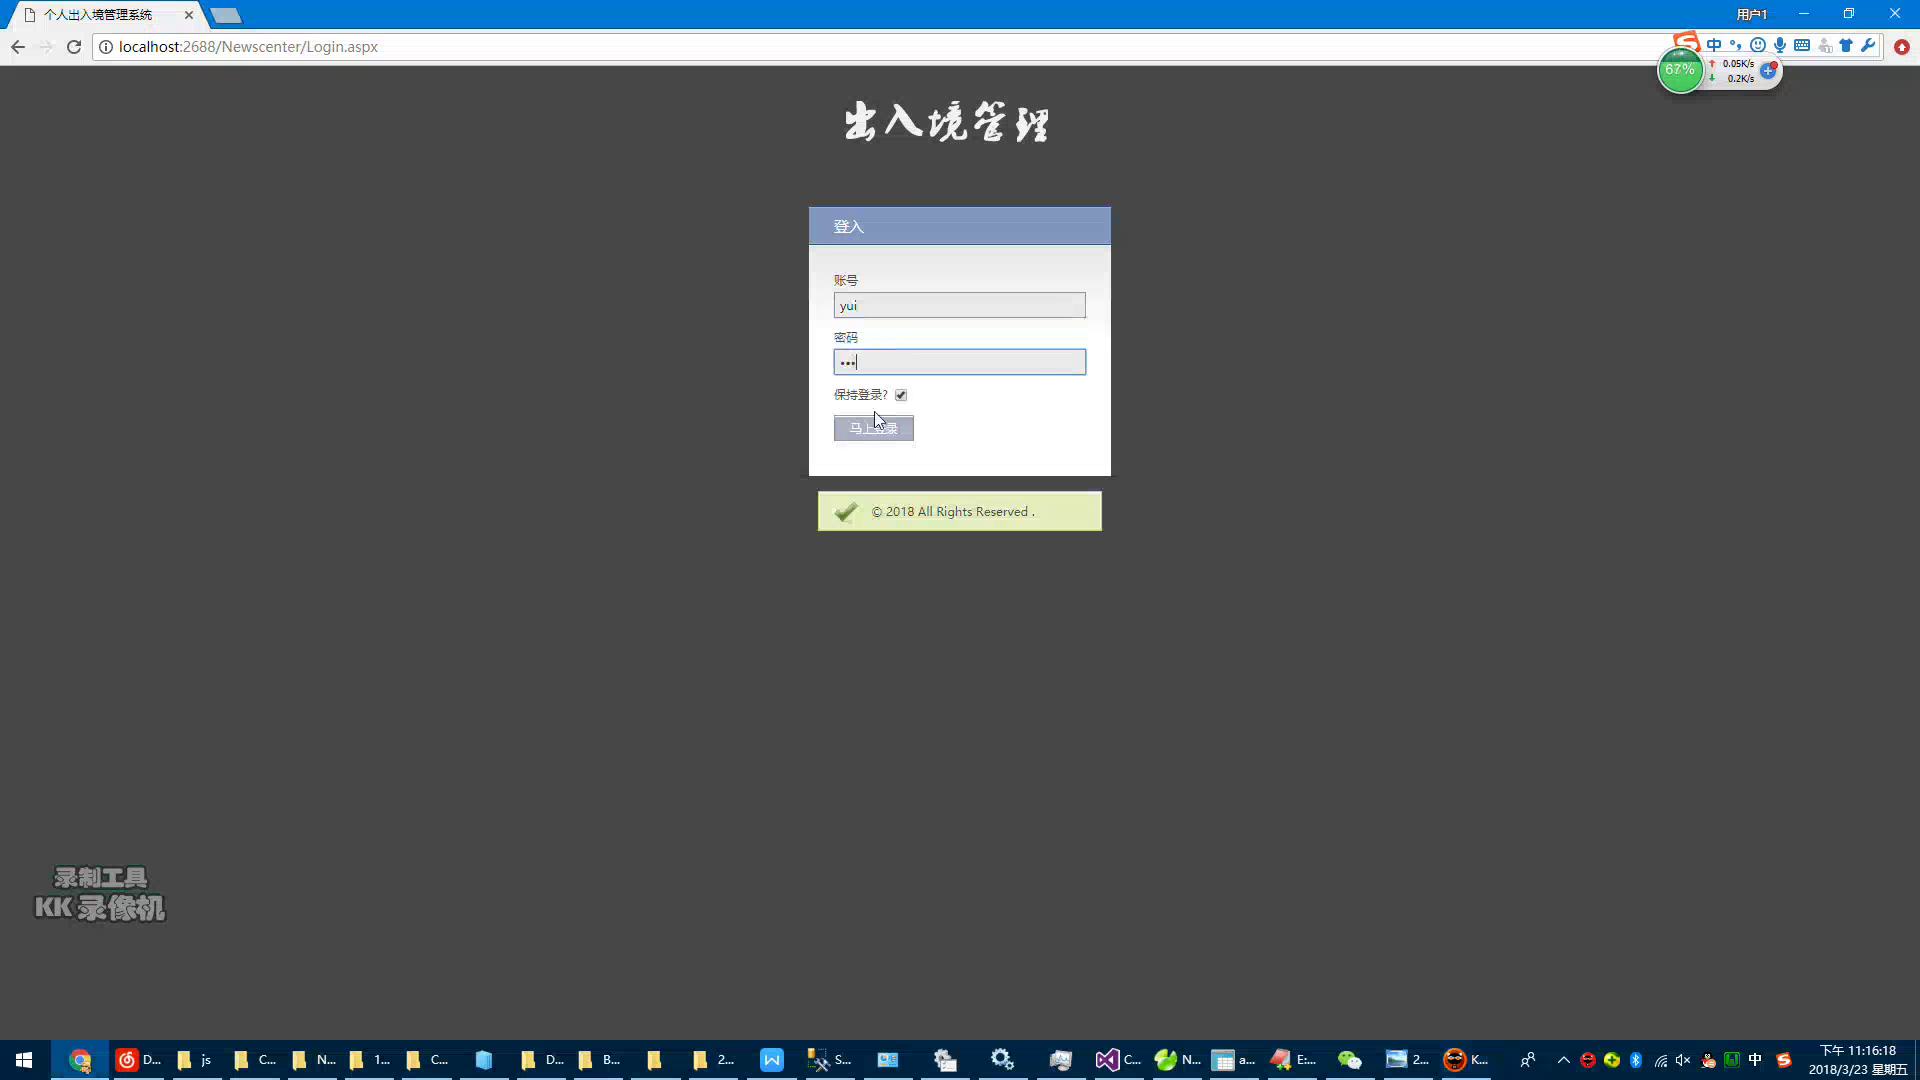 个人出入境管理系统
用户1
localhost:2688/Newscenter/Login.aspx
中
67%
0.05K/s
0.2K/s
出入境管理
登入
账号
yui
密码
保持登录?
马上登录
© 2018 All Rights Reserved .
录制工具
KK 录像机
D...
js
C...
N...
1...
C...
D...
B...
2...
S...
C...
N...
a...
E:...
2...
K...
中
下午 11:16:18
2018/3/23 星期五